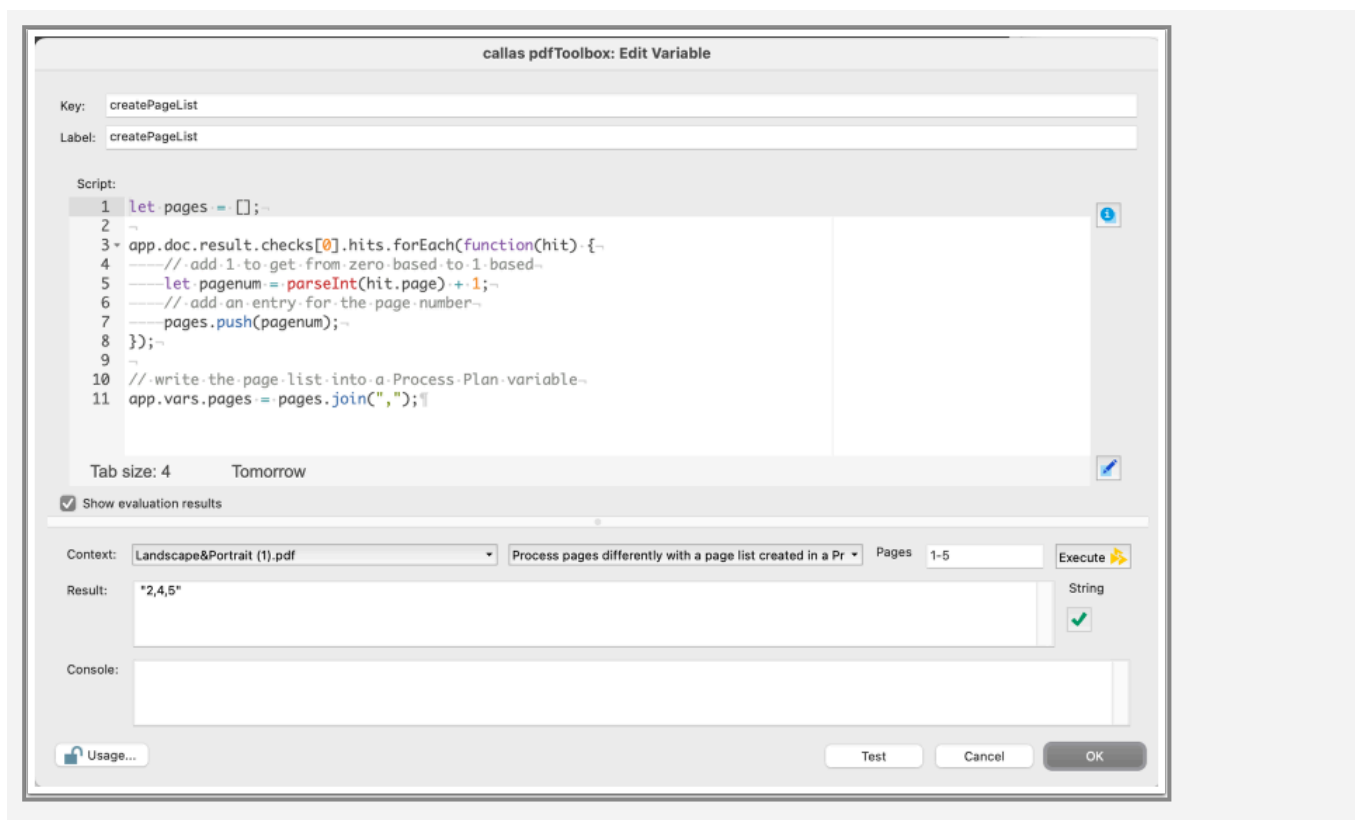 callas pdfToolbox: Edit Variable
Key: createPageList
Label: createPageList
Script:
1 let pages = [];¬
2 ¬
3 app.doc.result.checks[0].hits.forEach(function(hit) {¬
4 // add 1 to get from zero based to 1 based¬
5 let pagenum = parseInt(hit.page) + 1;¬
6 // add an entry for the page number¬
7 pages.push(pagenum);¬
8 });¬
9 ¬
10 // write the page list into a Process Plan variable¬
11 app.vars.pages = pages.join(",");¶
Tab size: 4 Tomorrow
Show evaluation results
Context: Landscape&Portrait (1).pdf Process pages differently with a page list created in a Pr Pages 1-5 Execute
Result: "2,4,5" String
Console:
Usage... Test Cancel OK